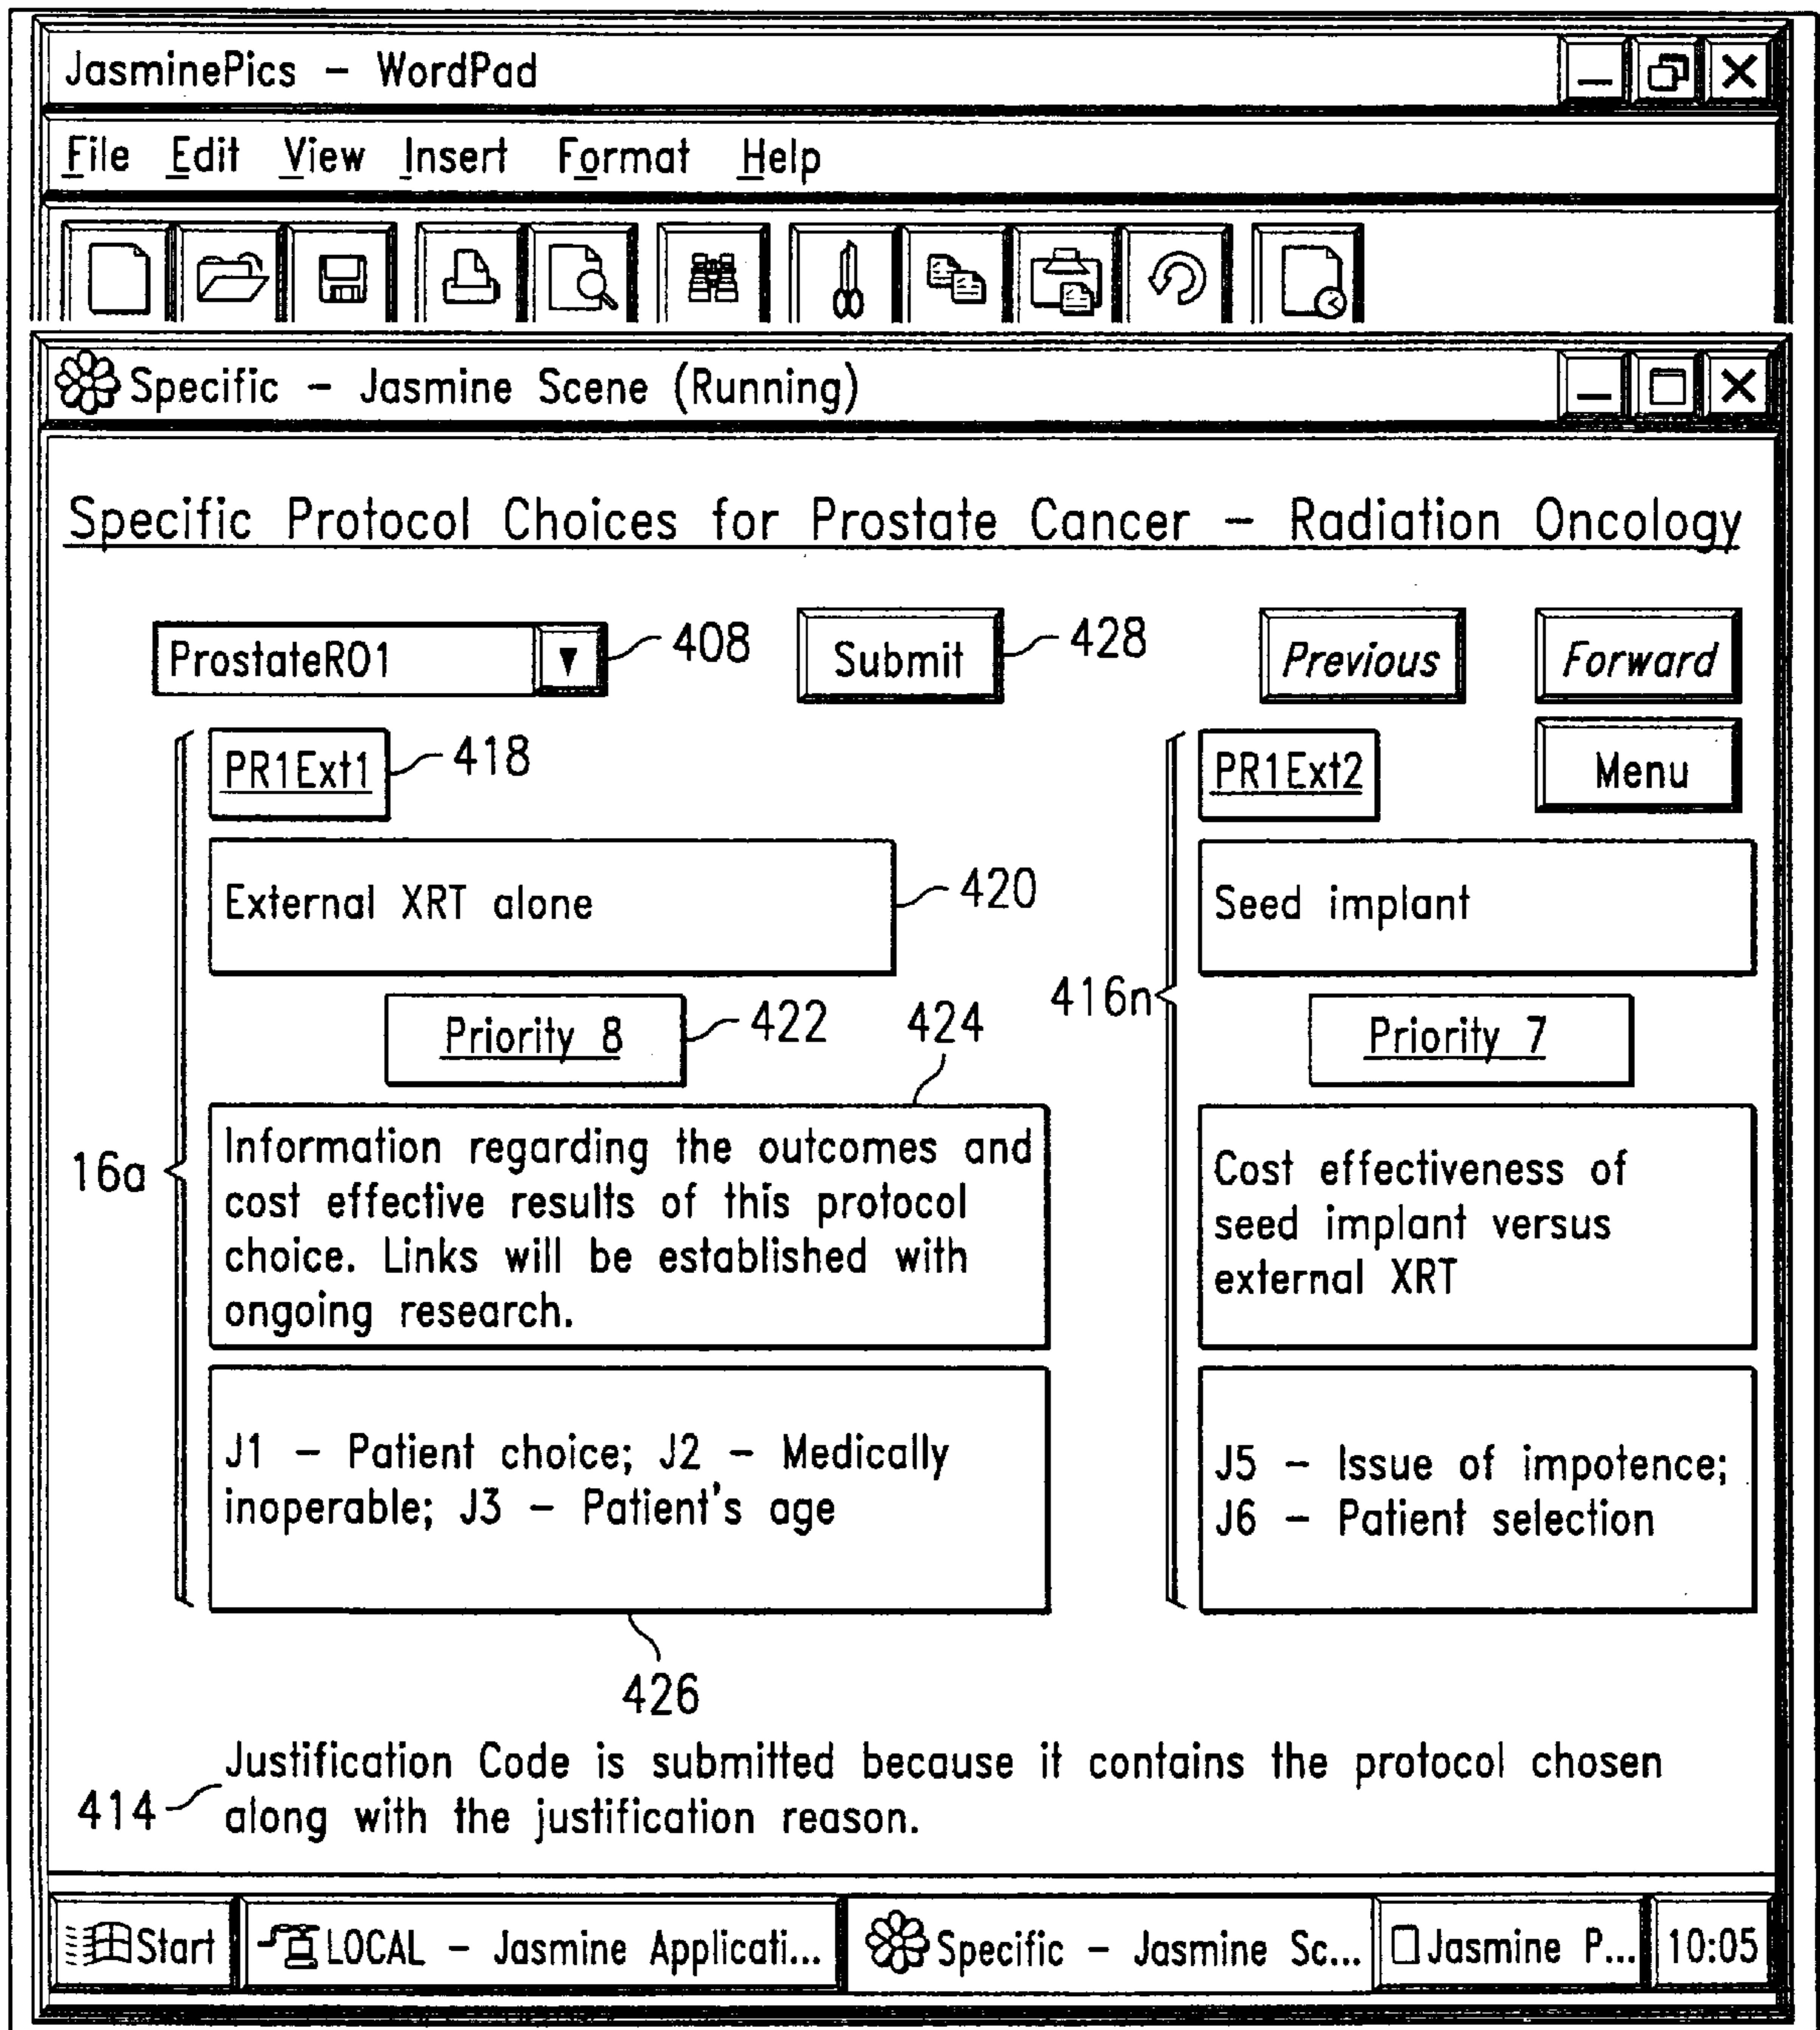 JasminePics – WordPad
File Edit View Insert Format Help
Specific – Jasmine Scene (Running)
Specific Protocol Choices for Prostate Cancer – Radiation Oncology
ProstateRO1 408 Submit 428 Previous Forward
PR1Ext1 418 PR1Ext2 Menu
External XRT alone 420 Seed implant
416n
Priority 8 422 424 Priority 7
16a
Information regarding the outcomes and
cost effective results of this protocol
choice. Links will be established with
ongoing research.
Cost effectiveness of
seed implant versus
external XRT
J1 – Patient choice; J2 – Medically
inoperable; J3 – Patient's age
J5 – Issue of impotence;
J6 – Patient selection
426
Justification Code is submitted because it contains the protocol chosen
414 along with the justification reason.
Start LOCAL – Jasmine Applicati... Specific – Jasmine Sc... Jasmine P... 10:05